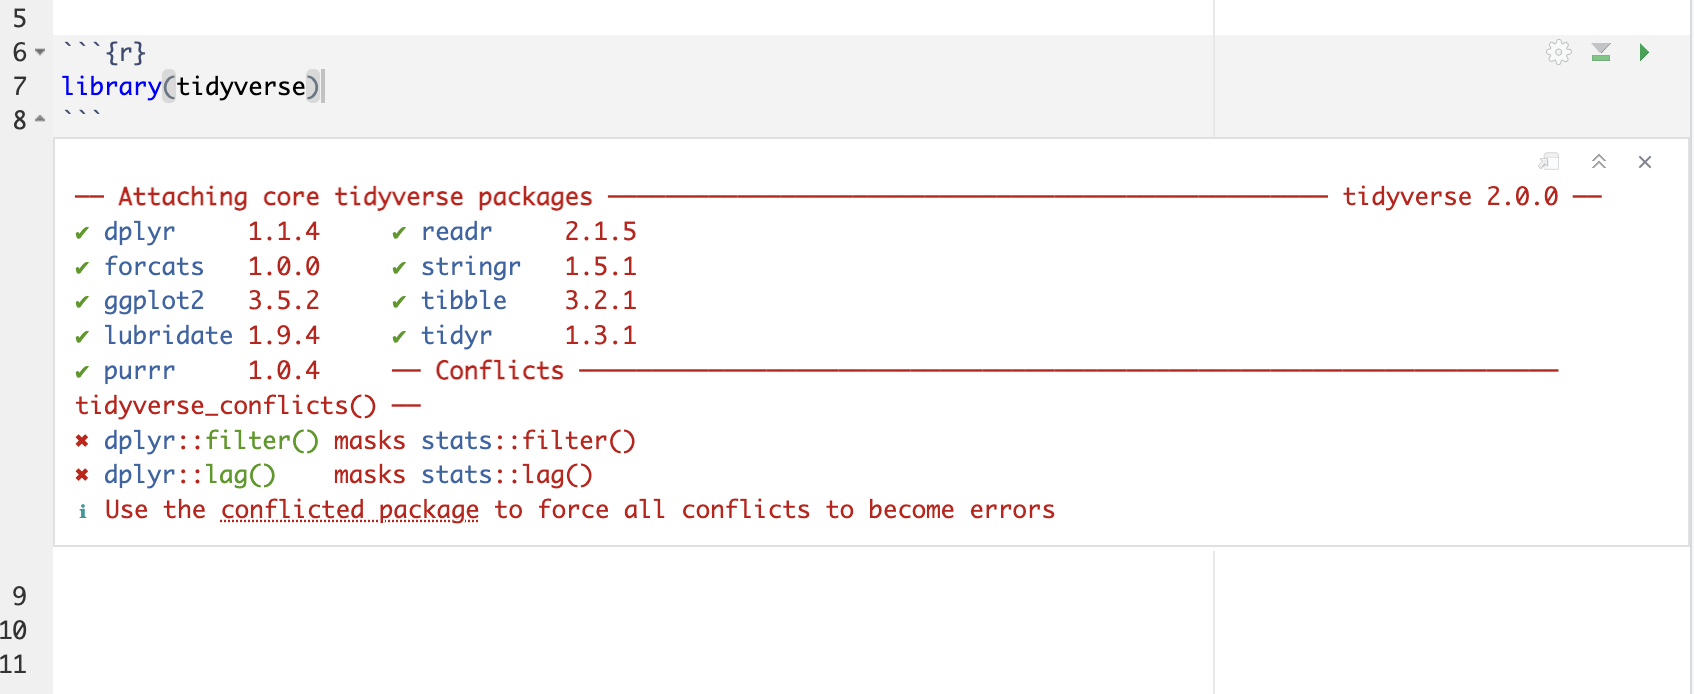 5
6 ```{r}
7 library(tidyverse)
8 ```
── Attaching core tidyverse packages ────────────────────────────────────────────────── tidyverse 2.0.0 ──
✔ dplyr     1.1.4     ✔ readr     2.1.5
✔ forcats   1.0.0     ✔ stringr   1.5.1
✔ ggplot2   3.5.2     ✔ tibble    3.2.1
✔ lubridate 1.9.4     ✔ tidyr     1.3.1
✔ purrr     1.0.4     ── Conflicts ────────────────────────────────────────────────────────────────────
tidyverse_conflicts() ──
✖ dplyr::filter() masks stats::filter()
✖ dplyr::lag()    masks stats::lag()
ℹ Use the conflicted package to force all conflicts to become errors
9
10
11